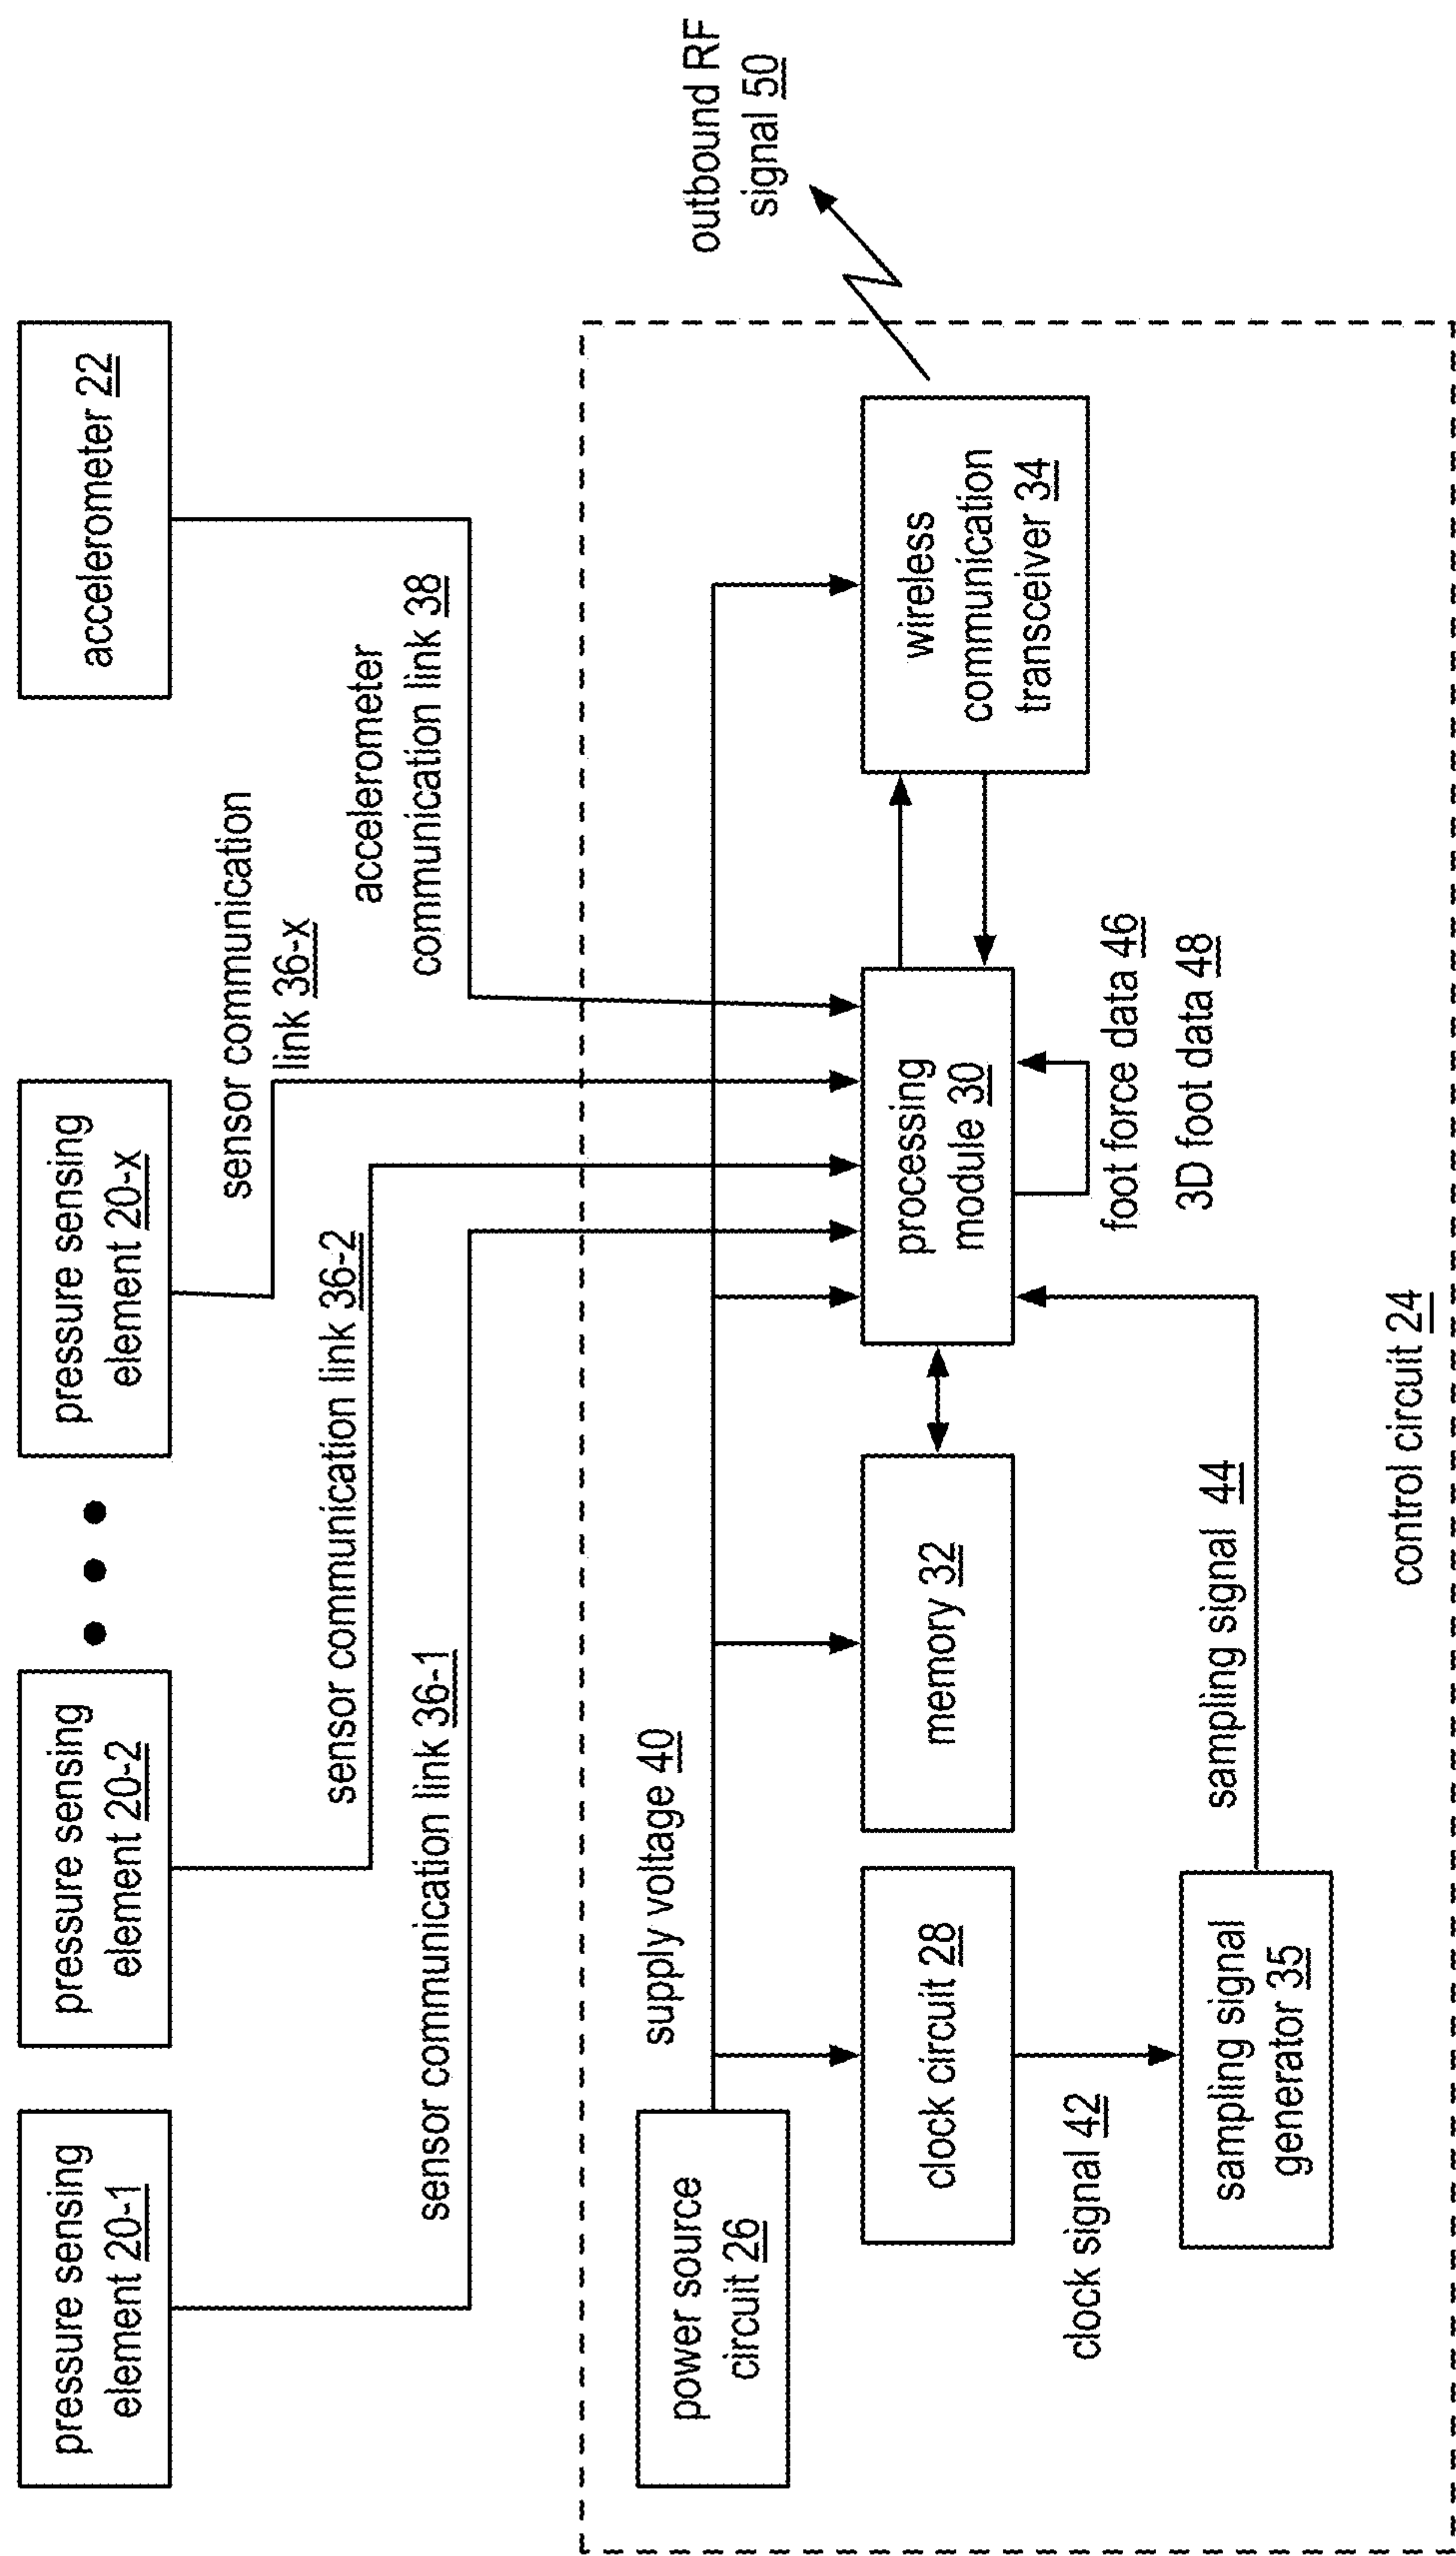 pressure sensing
element 20-1
pressure sensing
element 20-2
pressure sensing
element 20-x
accelerometer 22
sensor communication
link 36-x
sensor communication link 36-2
accelerometer
communication link 38
sensor communication link 36-1
outbound RF
signal 50
supply voltage 40
power source
circuit 26
clock circuit 28
memory 32
processing
module 30
wireless
communication
transceiver 34
clock signal 42
foot force data 46
3D foot data 48
sampling signal 44
sampling signal
generator 35
control circuit 24